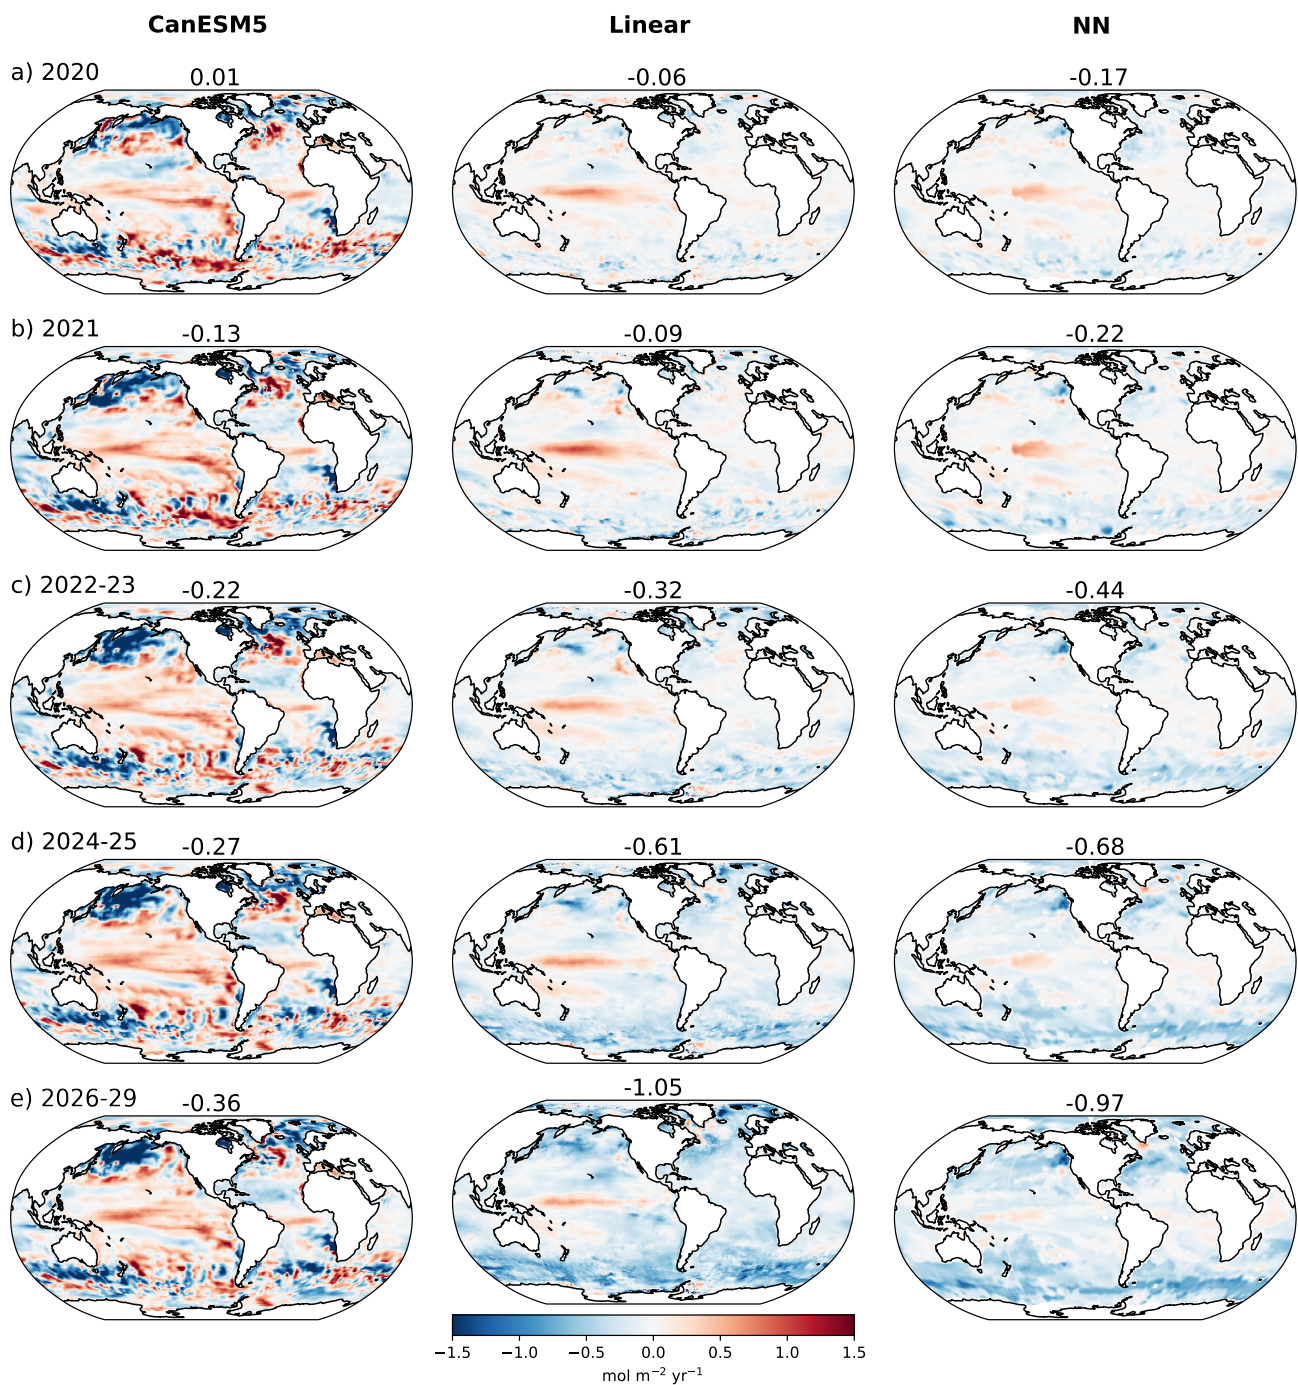 CanESM5 Linear NN
a) 2020 0.01 -0.06 -0.17
b) 2021 -0.13 -0.09 -0.22
c) 2022-23 -0.22 -0.32 -0.44
d) 2024-25 -0.27 -0.61 -0.68
e) 2026-29 -0.36 -1.05 -0.97
−1.5 −1.0 −0.5 0.0 0.5 1.0 1.5
mol m⁻² yr⁻¹